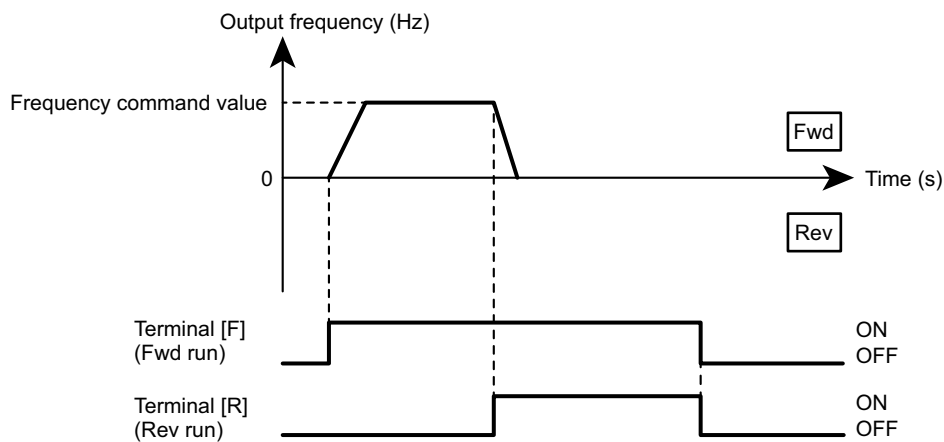 Output frequency (Hz)
Frequency command value
Fwd
0
Time (s)
Rev
Terminal [F]
(Fwd run)
ON
OFF
Terminal [R]
(Rev run)
ON
OFF